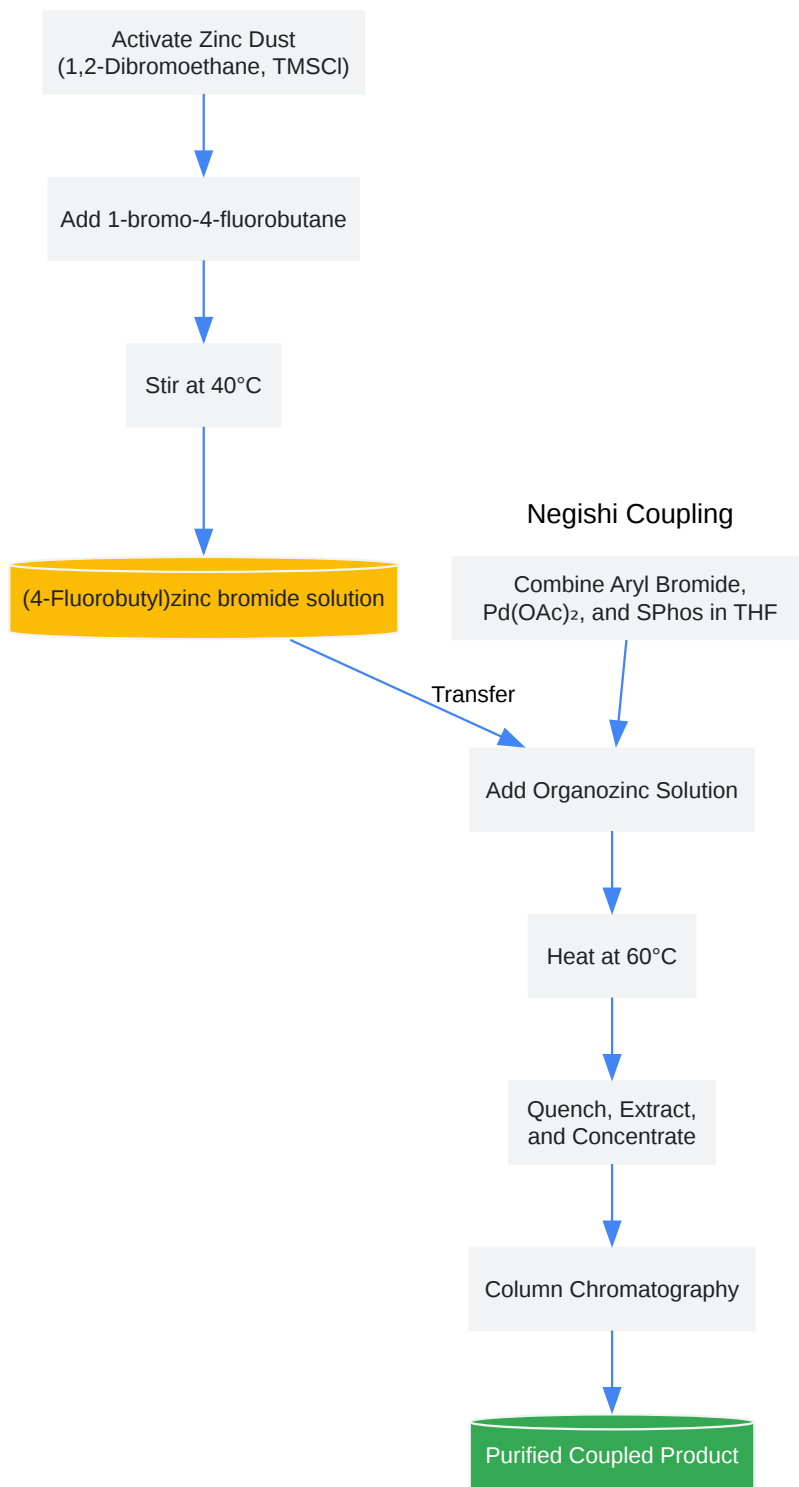 Activate Zinc Dust
(1,2-Dibromoethane, TMSCl)
Add 1-bromo-4-fluorobutane
Stir at 40°C
(4-Fluorobutyl)zinc bromide solution
Negishi Coupling
Combine Aryl Bromide,
Pd(OAc)₂, and SPhos in THF
Transfer
Add Organozinc Solution
Heat at 60°C
Quench, Extract,
and Concentrate
Column Chromatography
Purified Coupled Product